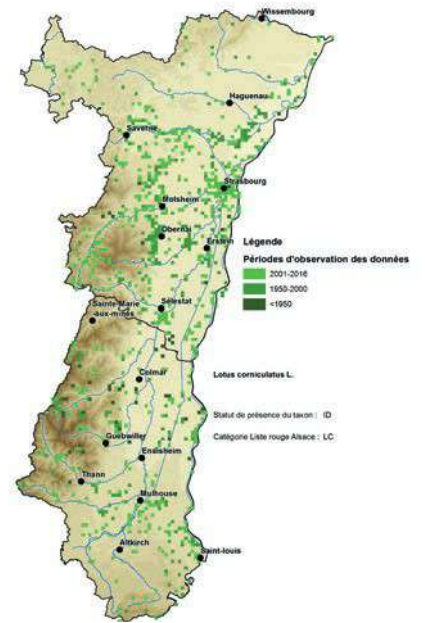 Wissembourg
Haguenau
Saverne
Strasbourg
Molsheim
Obernai
Erstein
Légende
Périodes d'observation des données
2001-2016
1950-2000
<1950
Sélestat
Sainte-Marie
-aux-mines
Colmar
Lotus corniculatus L.
Statut de présence du taxon : ID
Catégorie Liste rouge Alsace : LC
Guebwiller
Ensisheim
Thann
Mulhouse
Altkirch
Saint-louis